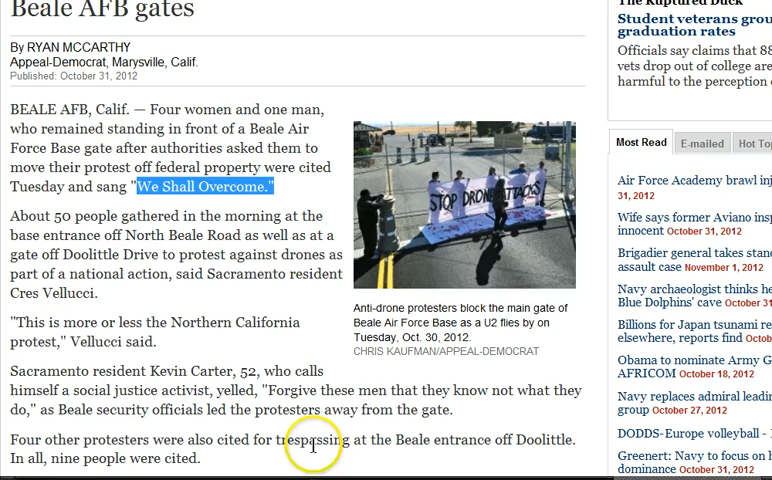 Beale AFB gates
By RYAN MCCARTHY
Appeal-Democrat, Marysville, Calif.
Published: October 31, 2012
BEALE AFB, Calif. — Four women and one man,
who remained standing in front of a Beale Air
Force Base gate after authorities asked them to
move their protest off federal property were cited
Tuesday and sang "We Shall Overcome."
About 50 people gathered in the morning at the
base entrance off North Beale Road as well as at a
gate off Doolittle Drive to protest against drones as
part of a national action, said Sacramento resident
Cres Vellucci.
"This is more or less the Northern California
protest," Vellucci said.
Sacramento resident Kevin Carter, 52, who calls
himself a social justice activist, yelled, "Forgive these men that they know not what they
do," as Beale security officials led the protesters away from the gate.
Four other protesters were also cited for trespassing at the Beale entrance off Doolittle.
In all, nine people were cited.
STOP DRONE ATTACKS!
Anti-drone protesters block the main gate of
Beale Air Force Base as a U2 flies by on
Tuesday, Oct. 30, 2012.
CHRIS KAUFMAN/APPEAL-DEMOCRAT
The Ruptured Duck
Student veterans
graduation rates
Officials say claims that 88
vets drop out of college are
harmful to the perception
Most Read
E-mailed
Hot
Air Force Academy brawl
31, 2012
Wife says former Aviano
innocent October 31, 2012
Brigadier general takes
assault case November 1, 2012
Navy archaeologist thinks
Blue Dolphins' cave October
Billions for Japan tsunami
elsewhere, reports find
Obama to nominate Army
AFRICOM October 18, 2012
Navy replaces admiral
group October 27, 2012
DODDS-Europe volleyball -
Greenert: Navy to focus on
dominance October 31, 2012